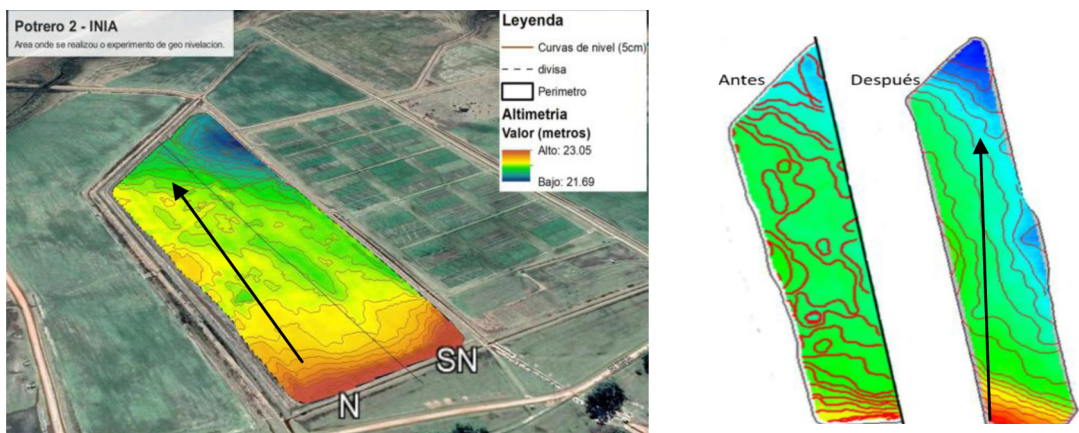 Potrero 2 - INIA
Area onde se realizou o experimento de geo nivelacion.
Leyenda
Curvas de nivel (5cm)
divisa
Perimetro
Altimetria
Valor (metros)
Alto: 23.05
Bajo: 21.69
SN
N
Antes
Después